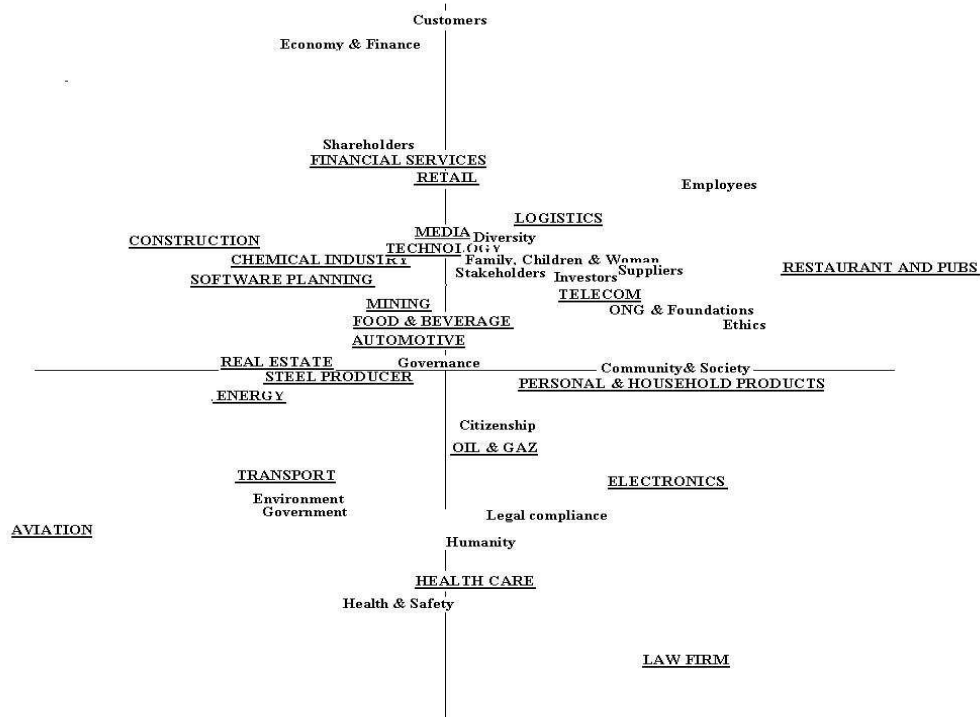 Customers
Economy & Finance
Shareholders
FINANCIAL SERVICES
RETAIL
Employees
LOGISTICS
MEDIA
Diversity
CONSTRUCTION
TECHNOLOGY
CHEMICAL INDUSTRY
Family, Children & Woman
Stakeholders
Investors
Suppliers
RESTAURANT AND PUBS
SOFTWARE PLANNING
TELECOM
MINING
ONG & Foundations
FOOD & BEVERAGE
Ethics
AUTOMOTIVE
REAL ESTATE
Governance
Community& Society
STEEL PRODUCER
PERSONAL & HOUSEHOLD PRODUCTS
ENERGY
Citizenship
OIL & GAZ
TRANSPORT
ELECTRONICS
Environment
Government
Legal compliance
AVIATION
Humanity
HEALTH CARE
Health & Safety
LAW FIRM